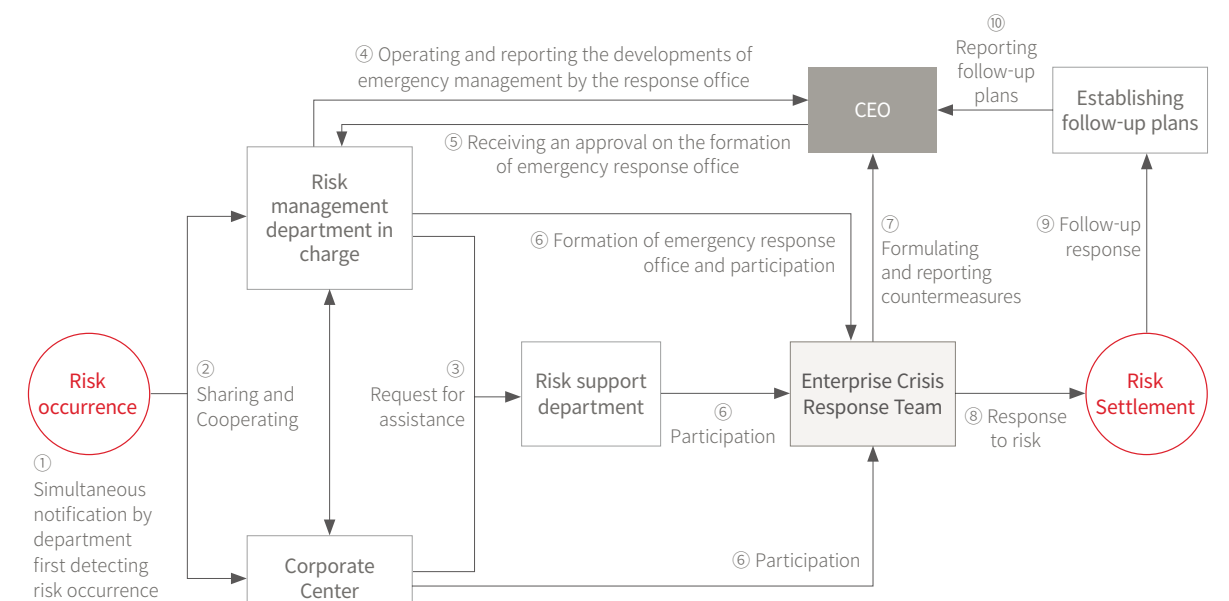 ④ Operating and reporting the developments of
emergency management by the response office
CEO
⑩
Reporting
follow-up
plans
Establishing
follow-up plans
⑤ Receiving an approval on the formation
of emergency response office
Risk
management
department in
charge
⑥ Formation of emergency response
office and participation
⑦
Formulating
and reporting
countermeasures
⑨ Follow-up
response
Risk
occurrence
②
Sharing and
Cooperating
③
Request for
assistance
Risk support
department
⑥
Participation
Enterprise Crisis
Response Team
⑧ Response
to risk
Risk
Settlement
①
Simultaneous
notification by
department
first detecting
risk occurrence
Corporate
Center
⑥ Participation